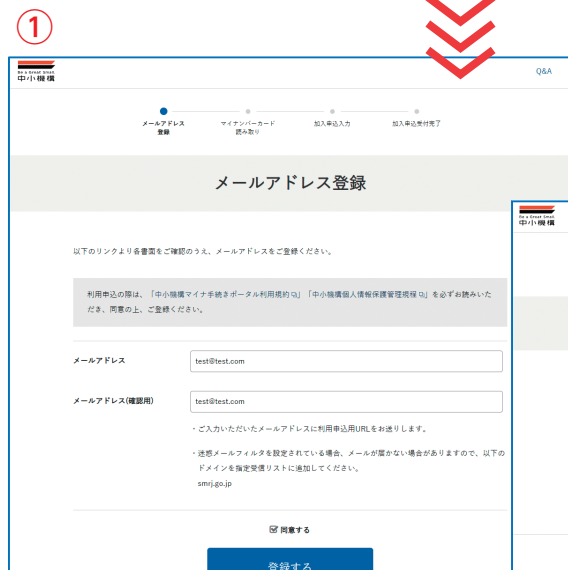 ①
Be a Great Small
中小機構
Q&A
メールアドレス
登録
マイナンバーカード
読み取り
加入申込入力
加入申込受付完了
メールアドレス登録
以下のリンクより各書面をご確認のうえ、メールアドレスをご登録ください。
利用申込の際は、「中小機構マイナ手続きポータル利用規約」「中小機構個人情報保護管理規程」を必ずお読みいた
だき、同意の上、ご登録ください。
メールアドレス
test@test.com
メールアドレス(確認用)
test@test.com
・ご入力いただいたメールアドレスに利用申込用URLをお送りします。
・迷惑メールフィルタを設定されている場合、メールが届かない場合がありますので、以下の
ドメインを指定受信リストに追加してください。
smrj.go.jp
同意する
登録する
Be a Great Small
中小機構